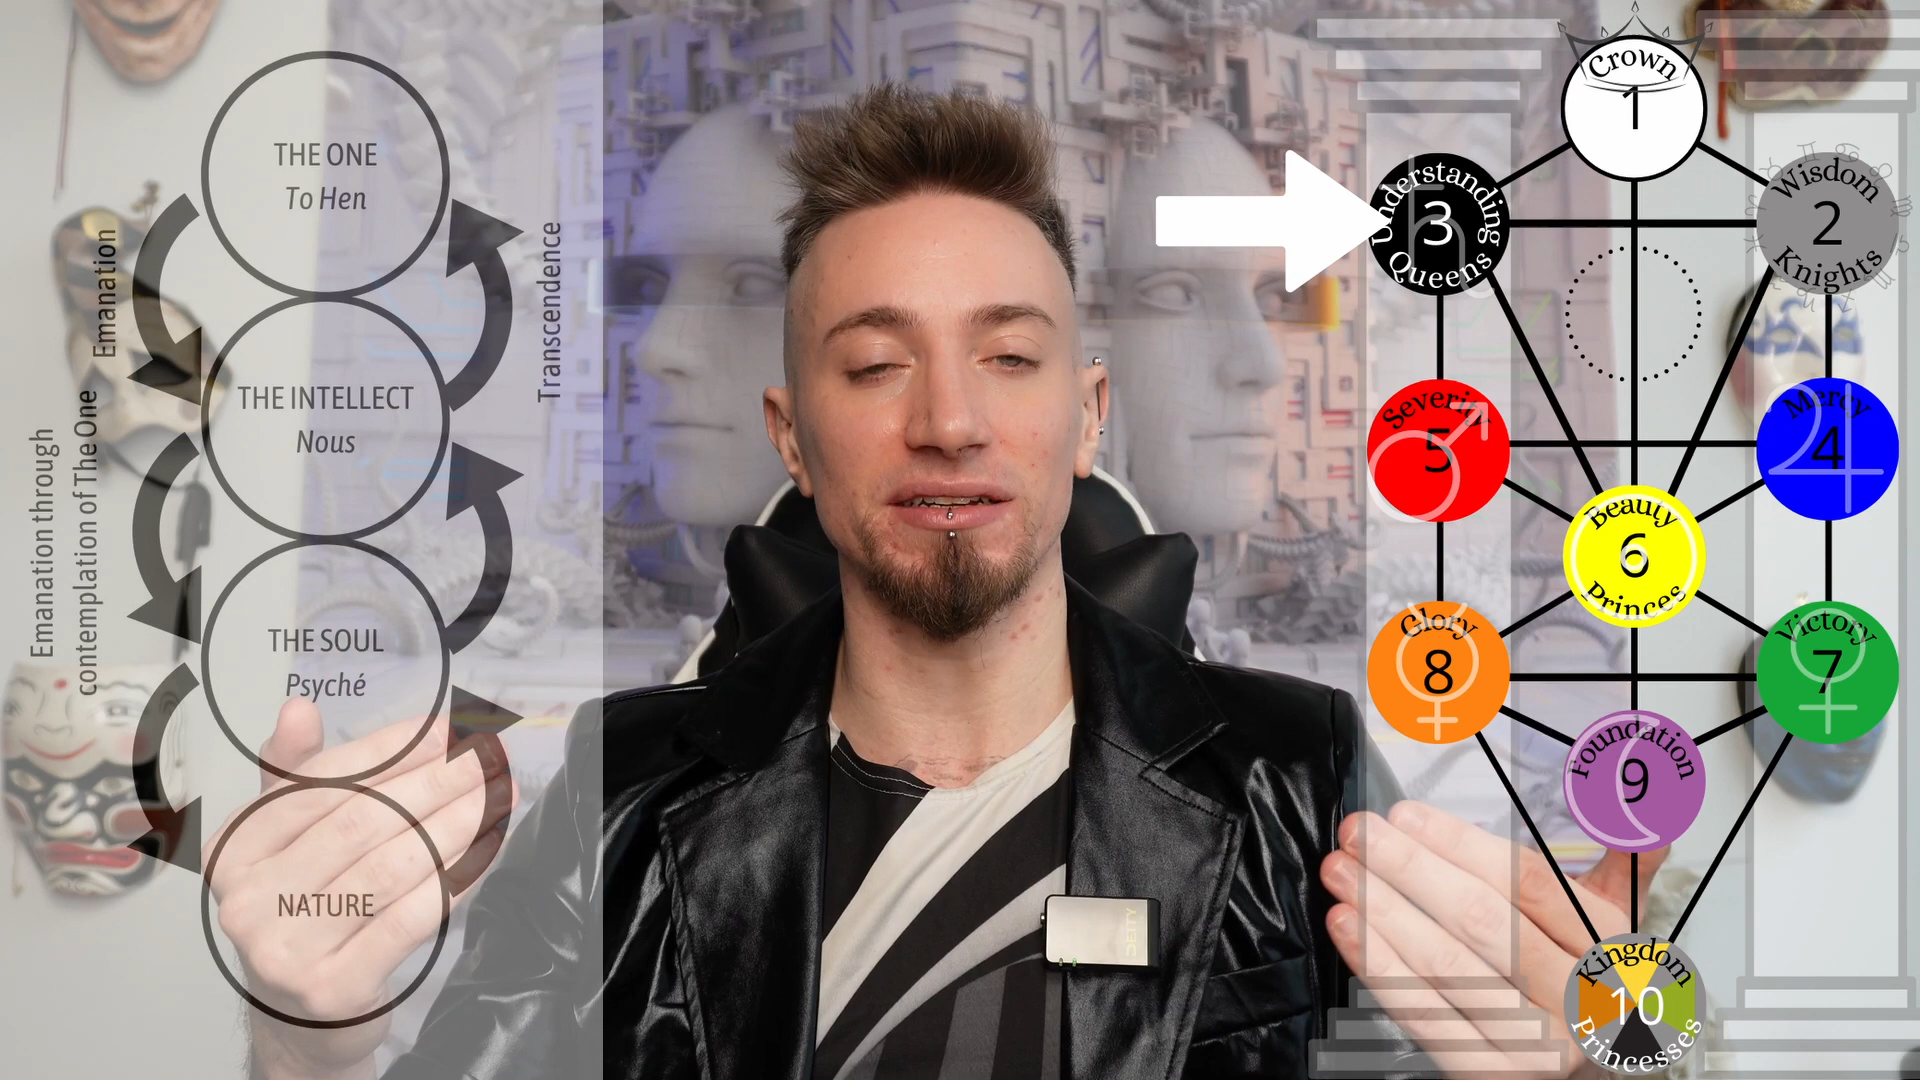 THE ONE
To Hen
Emanation
Transcendence
THE INTELLECT
Nous
Emanation through
contemplation of The One
THE SOUL
Psyché
NATURE
Crown
1
Understanding
3
Queens
Wisdom
2
Knights
Severity
5
Mercy
4
Beauty
6
Princes
Glory
8
Victory
7
Foundation
9
Kingdom
10
Princesses